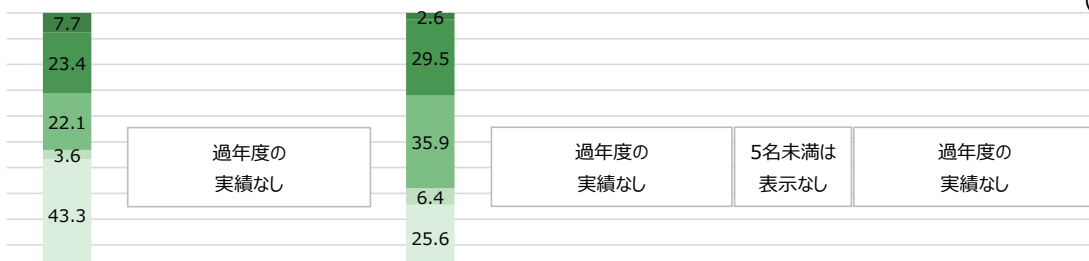 7.7
23.4
22.1
3.6
43.3
過年度の
実績なし
2.6
29.5
35.9
6.4
25.6
過年度の
実績なし
5名未満は
表示なし
過年度の
実績なし